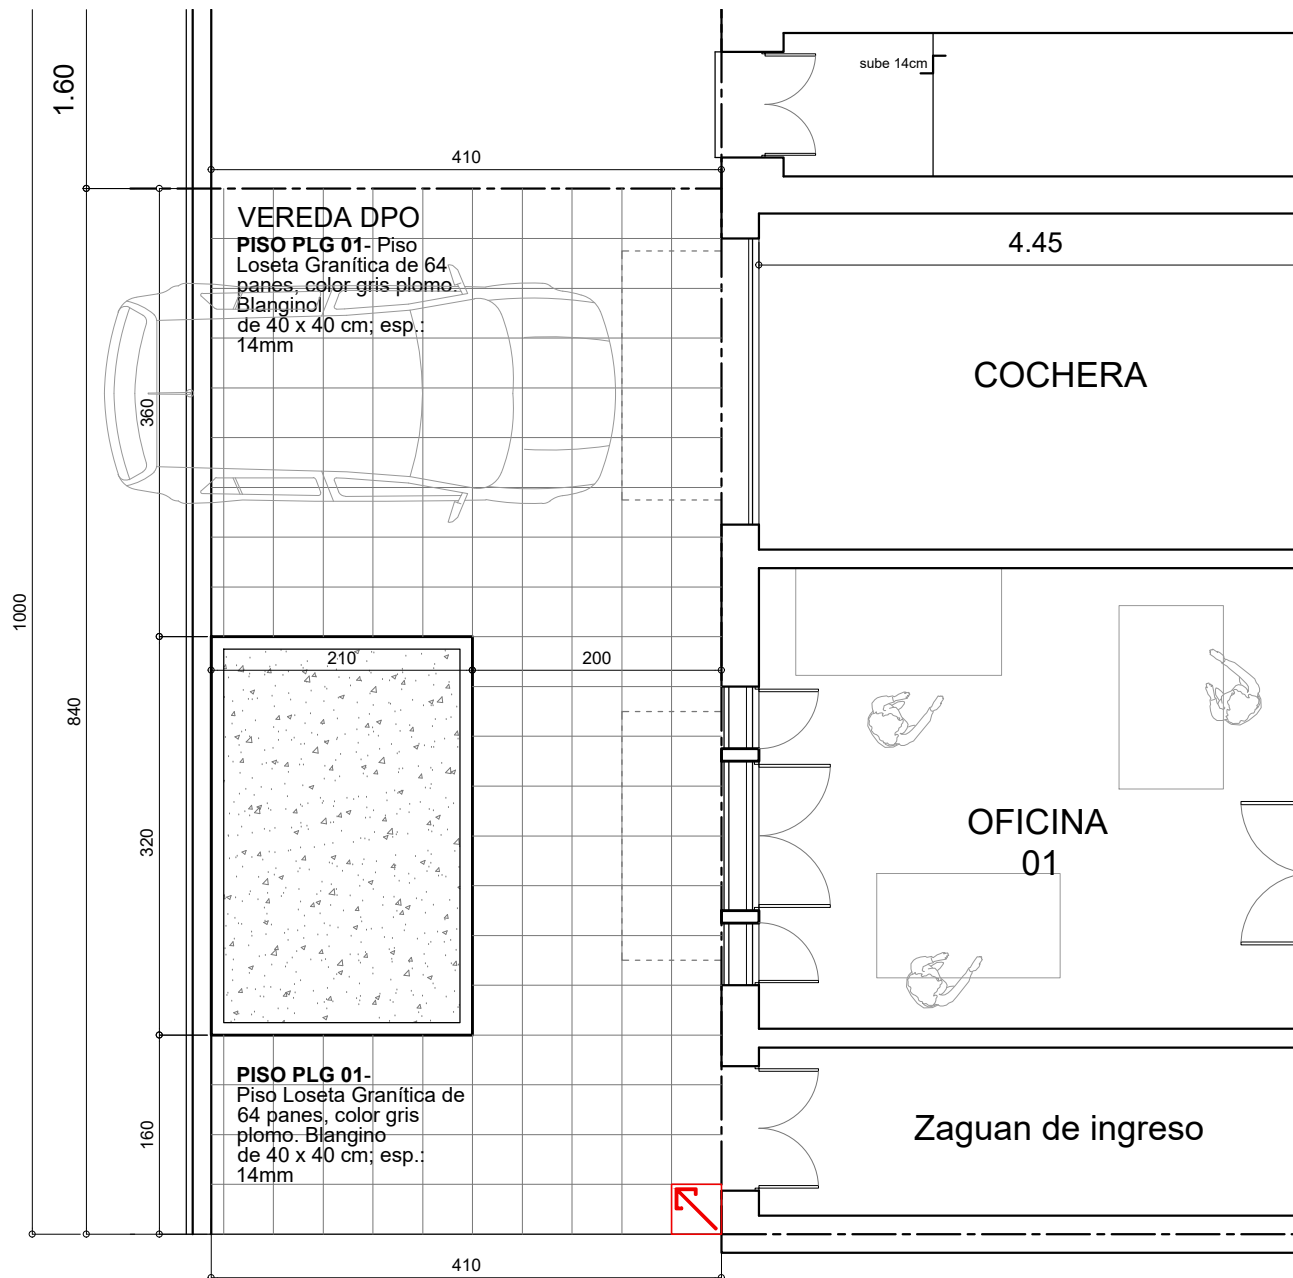 sube 14cm
1.60
410
VEREDA DPO
PISO PLG 01- Piso
Loseta Granítica de 64
panes, color gris plomo.
Blanginol
de 40 x 40 cm; esp.:
14mm
4.45
COCHERA
360
1000
840
210
200
320
OFICINA
01
PISO PLG 01-
Piso Loseta Granítica de
64 panes, color gris
plomo. Blangino
de 40 x 40 cm; esp.:
14mm
160
Zaguan de ingreso
410